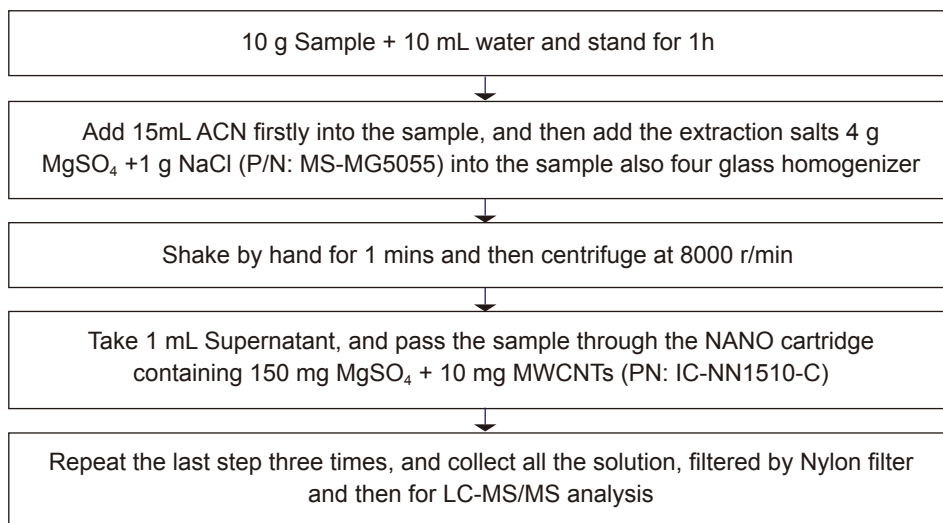 10 g Sample + 10 mL water and stand for 1h
Add 15mL ACN firstly into the sample, and then add the extraction salts 4 g
MgSO₄ +1 g NaCl (P/N: MS-MG5055) into the sample also four glass homogenizer
Shake by hand for 1 mins and then centrifuge at 8000 r/min
Take 1 mL Supernatant, and pass the sample through the NANO cartridge
containing 150 mg MgSO₄ + 10 mg MWCNTs (PN: IC-NN1510-C)
Repeat the last step three times, and collect all the solution, filtered by Nylon filter
and then for LC-MS/MS analysis